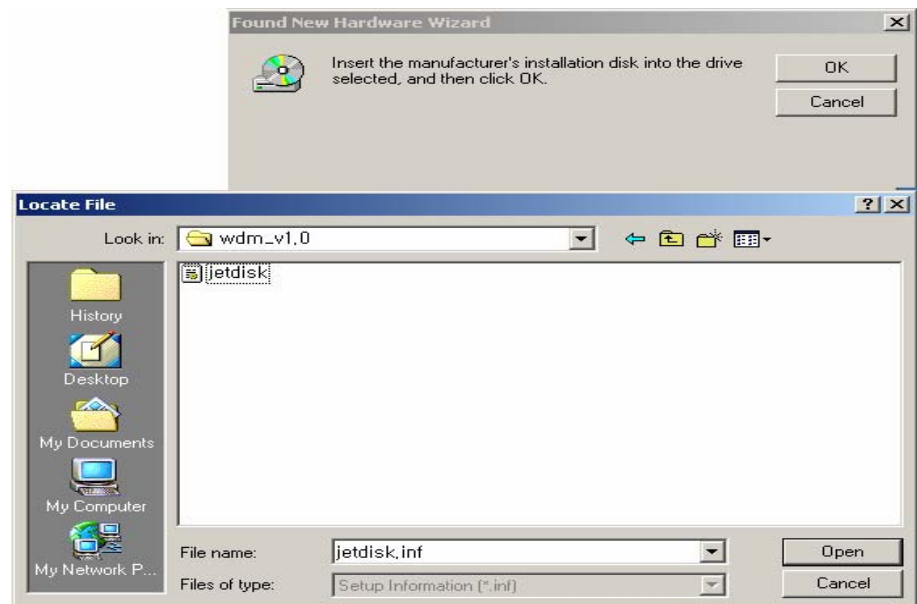 Found New Hardware Wizard
Insert the manufacturer's installation disk into the drive
selected, and then click OK.
OK
Cancel
Locate File
Look in:
wdm_v1,0
jetdisk
History
Desktop
My Documents
My Computer
My Network P...
File name:
jetdisk,inf
Open
Files of type:
Setup Information (*,inf)
Cancel